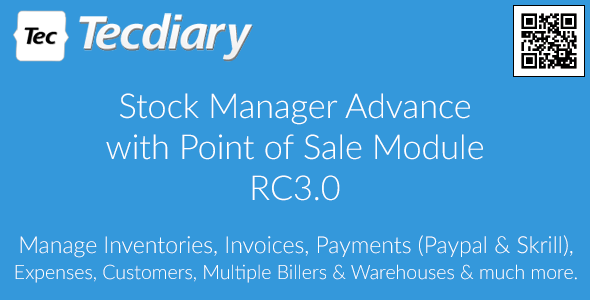 Tec Tecdiary
Stock Manager Advance
with Point of Sale Module
RC3.0
Manage Inventories, Invoices, Payments (Paypal & Skrill),
Expenses, Customers, Multiple Billers & Warehouses & much more.